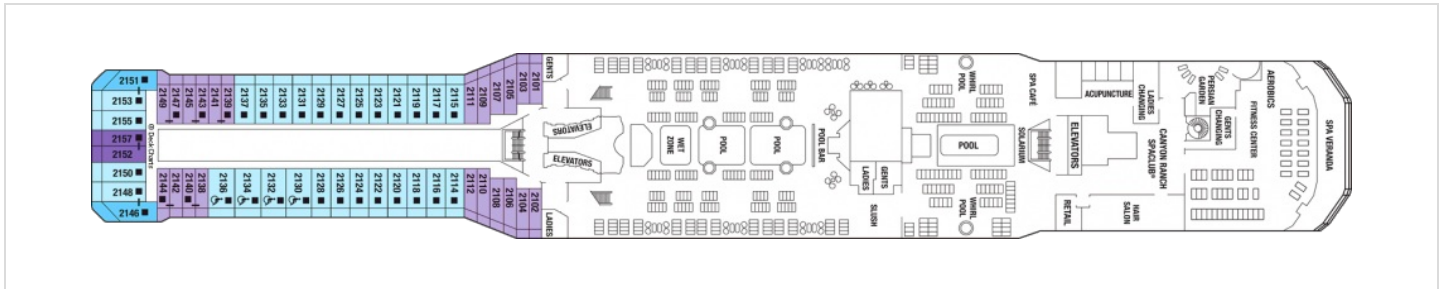 2151
2153
2155
2157
2152
2150
2148
2146
© Deck Chants
2149
2147
2145
2143
2141
2139
2137
2135
2133
2131
2129
2127
2125
2123
2121
2119
2117
2115
2111
2109
2107
2105
2103
2101
2144
2142
2140
2138
2136
2134
2132
2130
2128
2126
2124
2122
2120
2118
2116
2114
2112
2110
2108
2106
2104
2102
GENTS
LADIES
ELEVATORS
ELEVATORS
WET
ZONE
POOL
POOL
POOL BAR
LADIES
GENTS
SLUSH
WHIRL
POOL
POOL
WHIRL
POOL
SOLARIUM
SPA CAFÉ
ELEVATORS
RETAIL
HAIR
SALON
ACUPUNCTURE
LADIES
CHANGING
CANYON RANCH
SPACLUB®
PERSIAN
GARDEN
GENTS
CHANGING
FITNESS CENTER
AEROBICS
SPA VERANDA